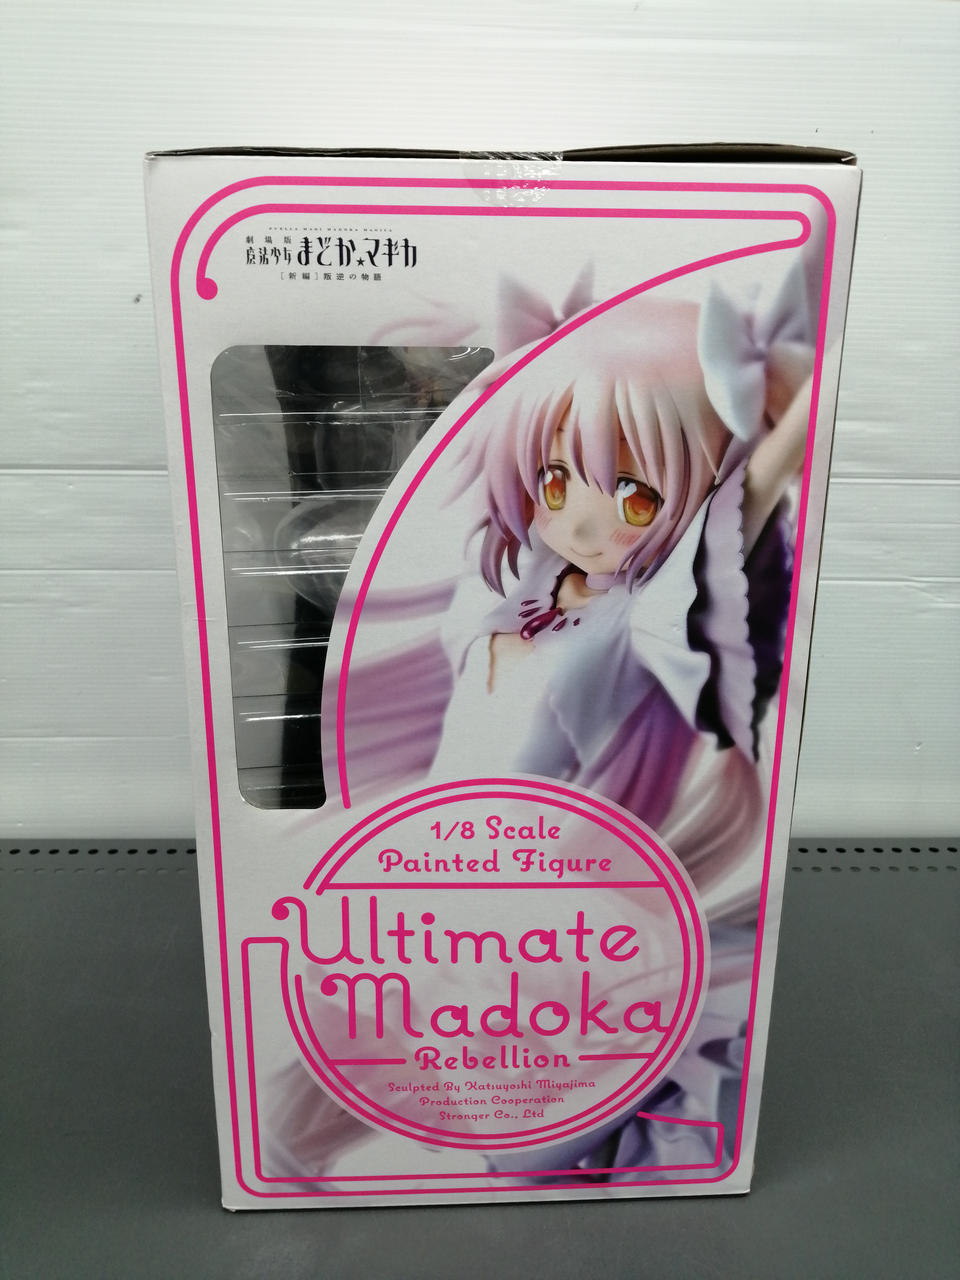 PUELLA MAGI MADOKA MAGICA
劇場版
魔法少女まどか★マギカ
［新編］叛逆の物語
1/8 Scale
Painted Figure
Ultimate
Madoka
Rebellion
Sculpted By Katsuyoshi Miyajima
Production Cooperation
Stronger Co., Ltd